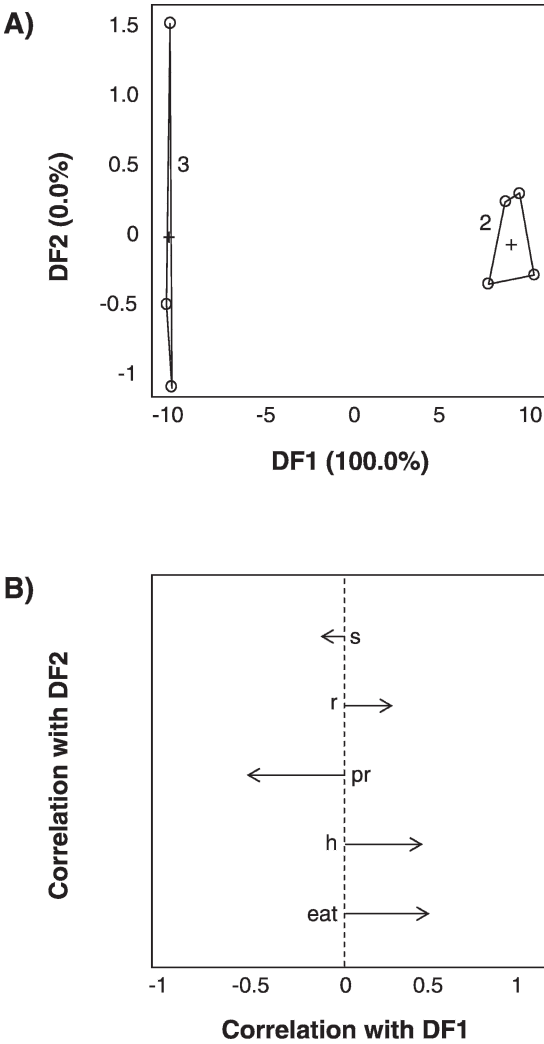 A)
DF2 (0.0%)
1.5
1.0
0.5
0
-0.5
-1
3
2
-10 -5 0 5 10
DF1 (100.0%)
B)
Correlation with DF2
s
r
pr
h
eat
-1 -0.5 0 0.5 1
Correlation with DF1